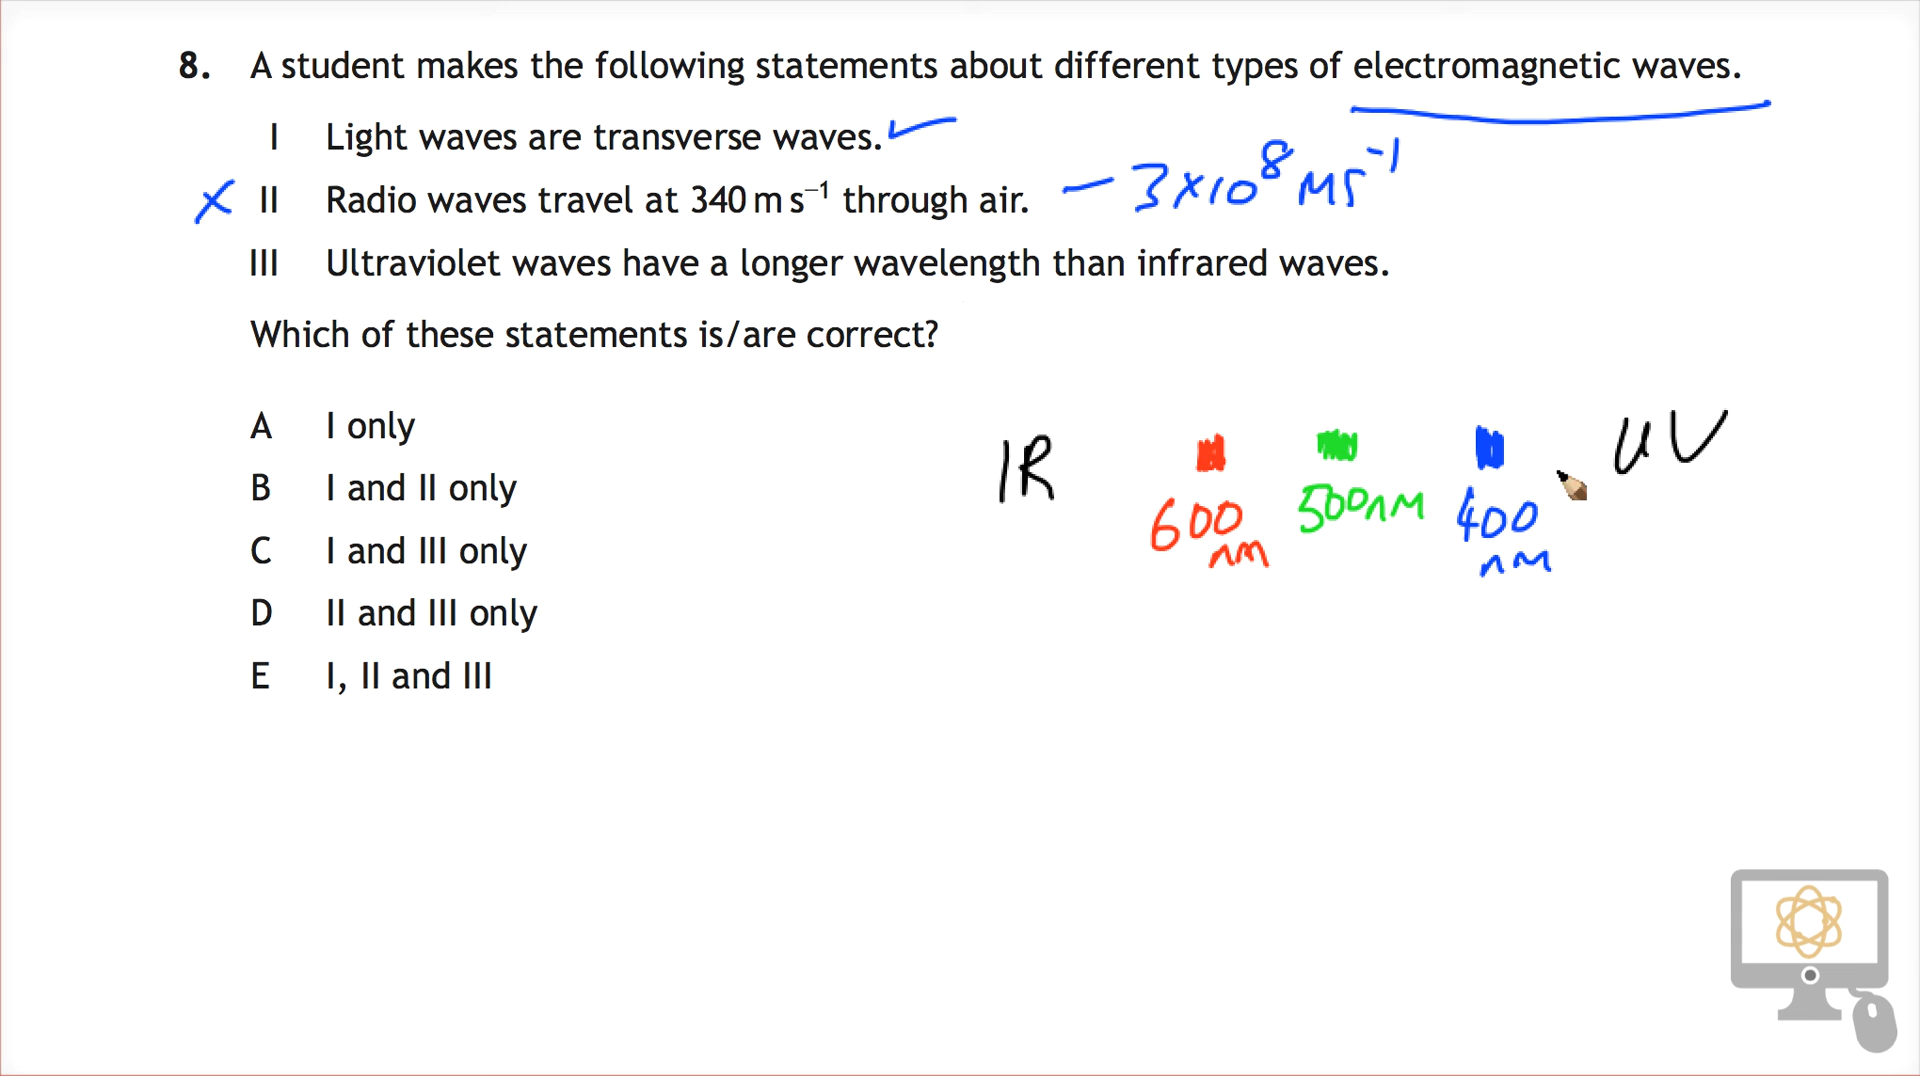 8. A student makes the following statements about different types of electromagnetic waves.
I Light waves are transverse waves. ✓
✗ II Radio waves travel at 340 m s⁻¹ through air. – 3×10⁸ ms⁻¹
III Ultraviolet waves have a longer wavelength than infrared waves.
Which of these statements is/are correct?
A I only
B I and II only
C I and III only
D II and III only
E I, II and III
IR UV
600 nm 500nm 400 nm